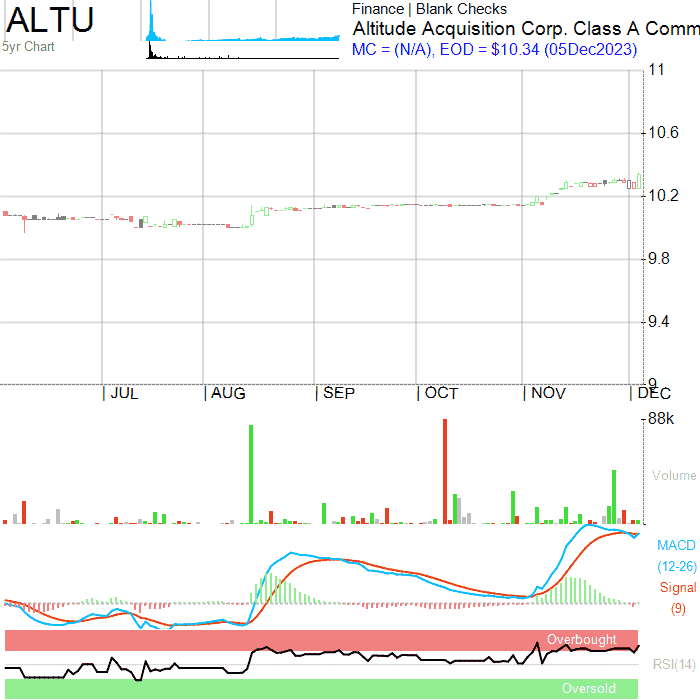 ALTU
5yr Chart
Finance | Blank Checks
Altitude Acquisition Corp. Class A Comm
MC = (N/A), EOD = $10.34 (05Dec2023)
11
10.6
10.2
9.8
9.4
9
| JUL | AUG | SEP | OCT | NOV | DEC
88k
Volume
MACD
(12-26)
Signal
(9)
Overbought
RSI(14)
Oversold